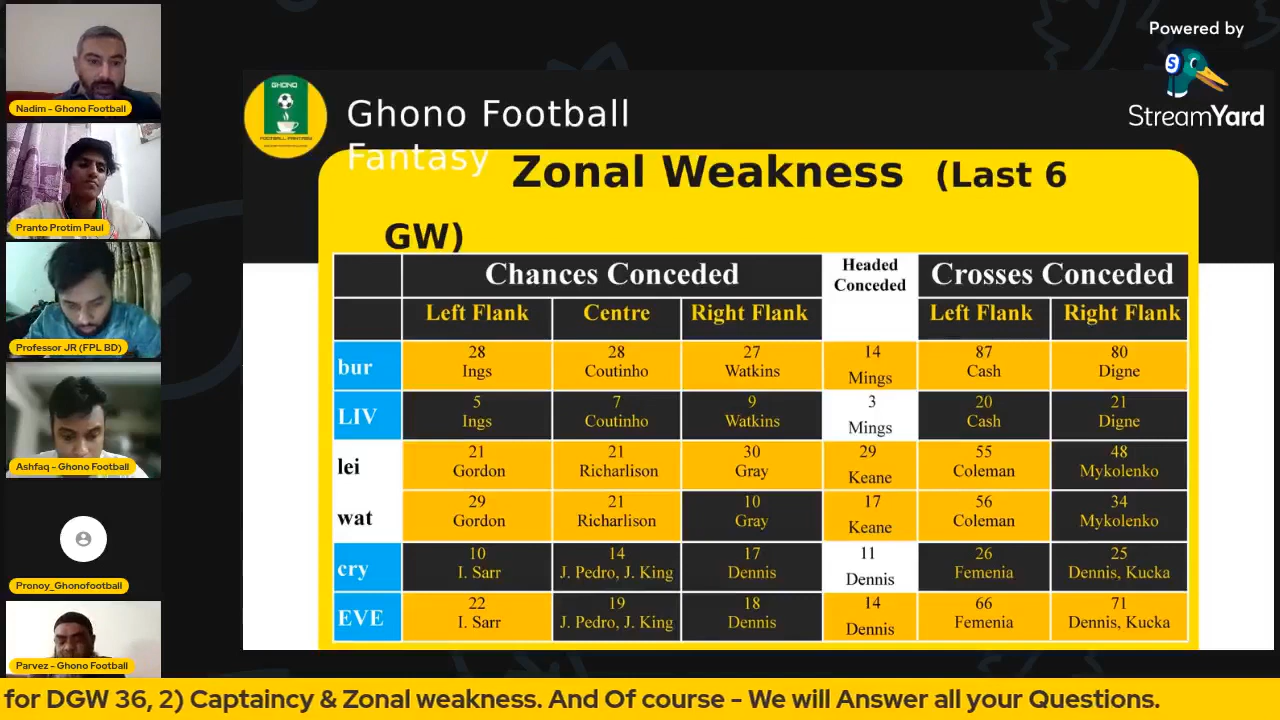 Powered by
StreamYard
Nadim - Ghono Football
Pranto Protim Paul
Professor JR (FPL BD)
Ashfaq - Ghono Football
Pronoy_Ghonofootball
Parvez - Ghono Football
GHONO
Ghono Football
Fantasy
Zonal Weakness (Last 6
GW)
Chances Conceded Headed Conceded Crosses Conceded
Left Flank Centre Right Flank Left Flank Right Flank
bur 28 Ings 28 Coutinho 27 Watkins 14 Mings 87 Cash 80 Digne
LIV 5 Ings 7 Coutinho 9 Watkins 3 Mings 20 Cash 21 Digne
lei 21 Gordon 21 Richarlison 30 Gray 29 Keane 55 Coleman 48 Mykolenko
wat 29 Gordon 21 Richarlison 10 Gray 17 Keane 56 Coleman 34 Mykolenko
cry 10 I. Sarr 14 J. Pedro, J. King 17 Dennis 11 Dennis 26 Femenia 25 Dennis, Kucka
EVE 22 I. Sarr 19 J. Pedro, J. King 18 Dennis 14 Dennis 66 Femenia 71 Dennis, Kucka
for DGW 36, 2) Captaincy & Zonal weakness. And Of course - We will Answer all your Questions.